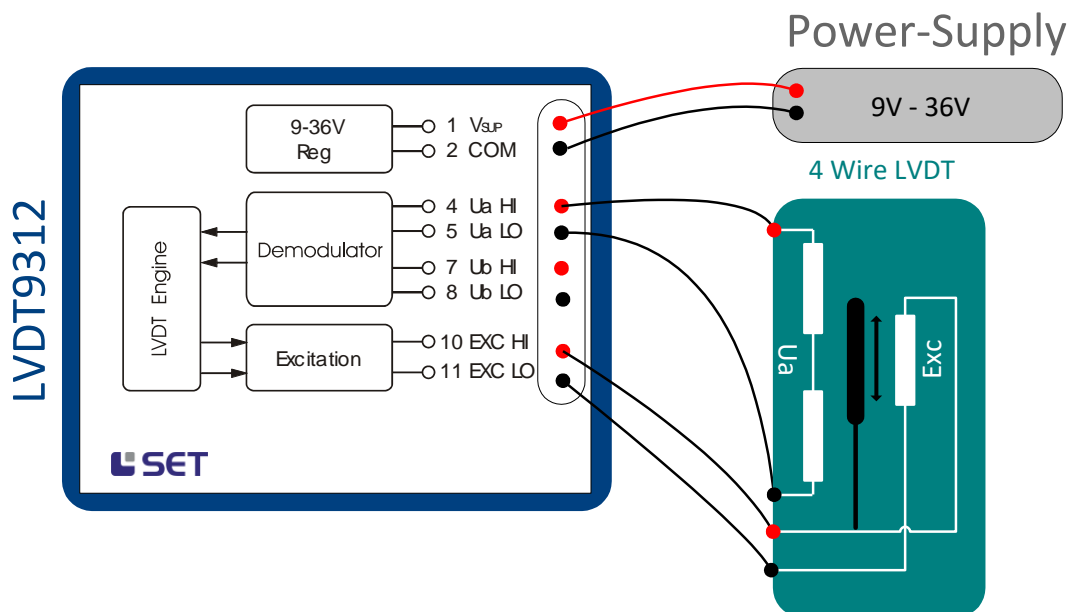 Power-Supply
9V - 36V
LVDT9312
9-36V
Reg
1 VSUP
2 COM
LVDT Engine
Demodulator
4 Ua HI
5 Ua LO
7 Ub HI
8 Ub LO
Excitation
10 EXC HI
11 EXC LO
SET
4 Wire LVDT
Ua
Exc